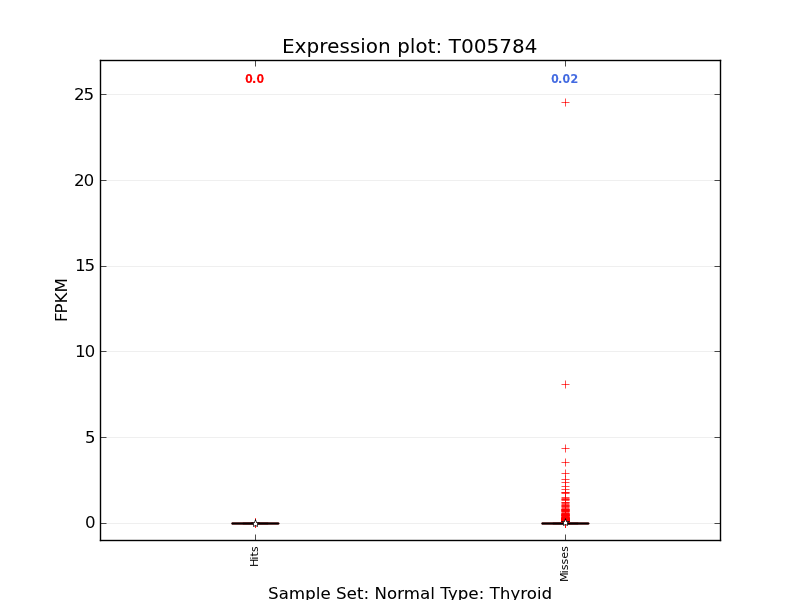 Expression plot: T005784
0.0
0.02
25
20
15
10
5
0
FPKM
Hits
Misses
Sample Set: Normal Type: Thyroid